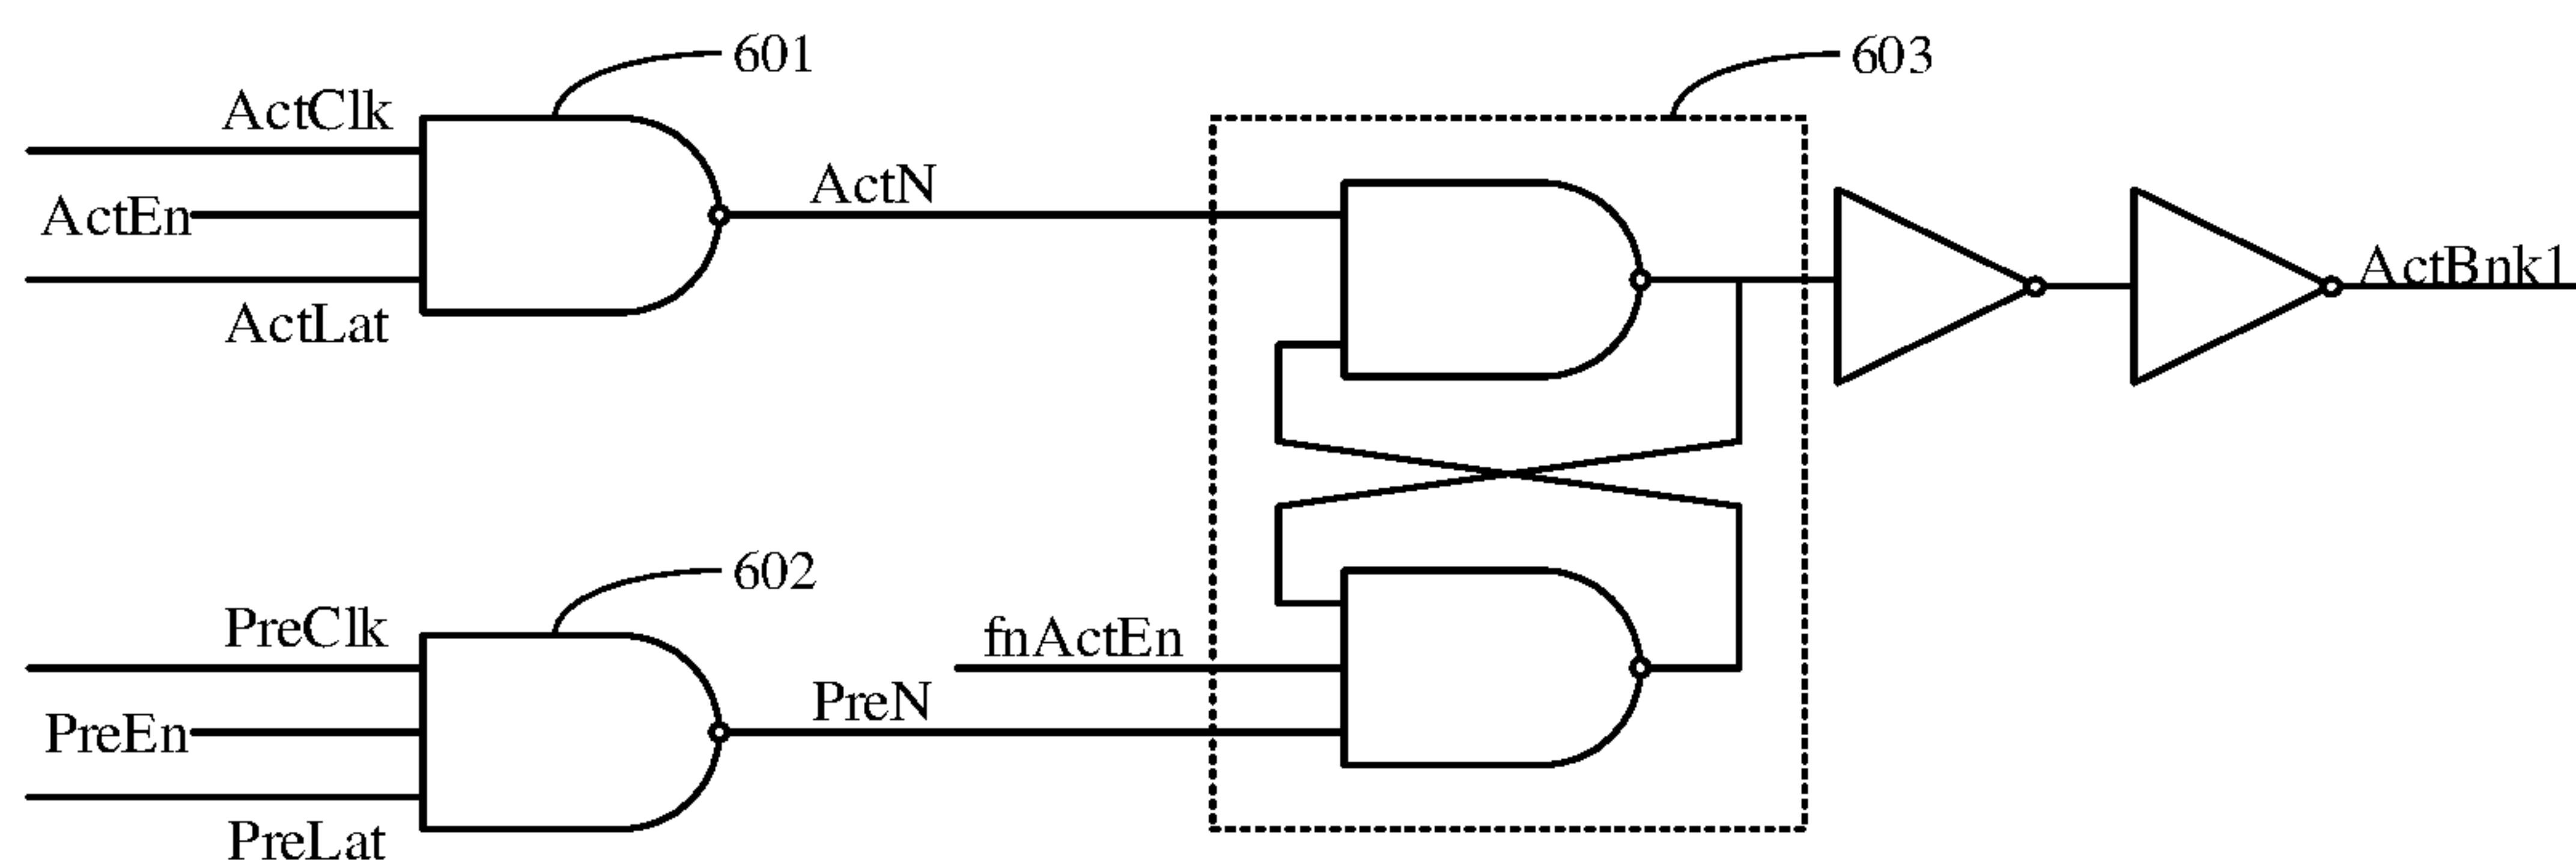 601
603
ActClk
ActEn
ActLat
ActN
ActBnk1
602
PreClk
PreEn
PreLat
fnActEn
PreN